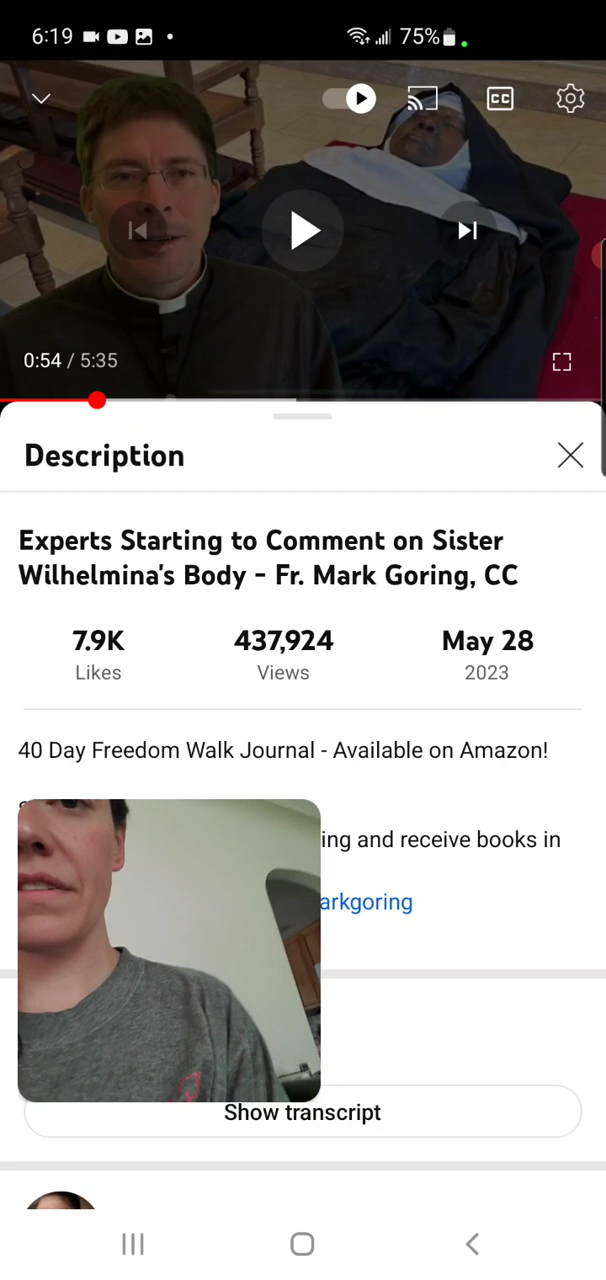 6:19
75%
CC
0:54 / 5:35
Description
Experts Starting to Comment on Sister
Wilhelmina's Body - Fr. Mark Goring, CC
7.9K
Likes
437,924
Views
May 28
2023
40 Day Freedom Walk Journal - Available on Amazon!
ing and receive books in
arkgoring
Show transcript